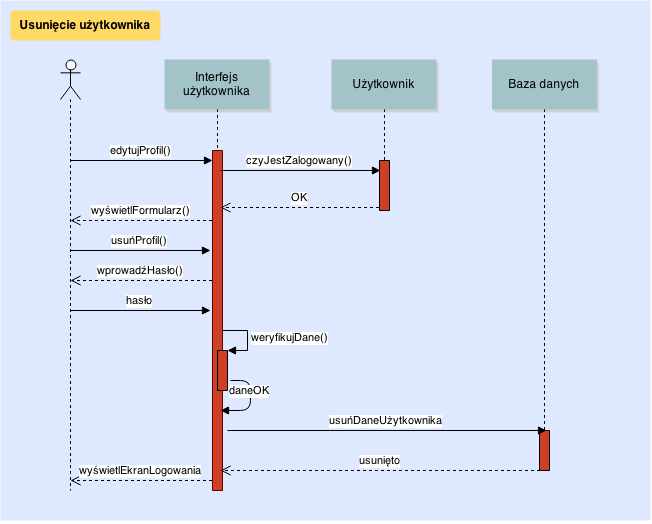 Usunięcie użytkownika
Interfejs
użytkownika
Użytkownik
Baza danych
edytujProfil()
czyJestZalogowany()
OK
wyświetlFormularz()
usuńProfil()
wprowadźHasło()
hasło
weryfikujDane()
daneOK
usuńDaneUżytkownika
usunięto
wyświetlEkranLogowania